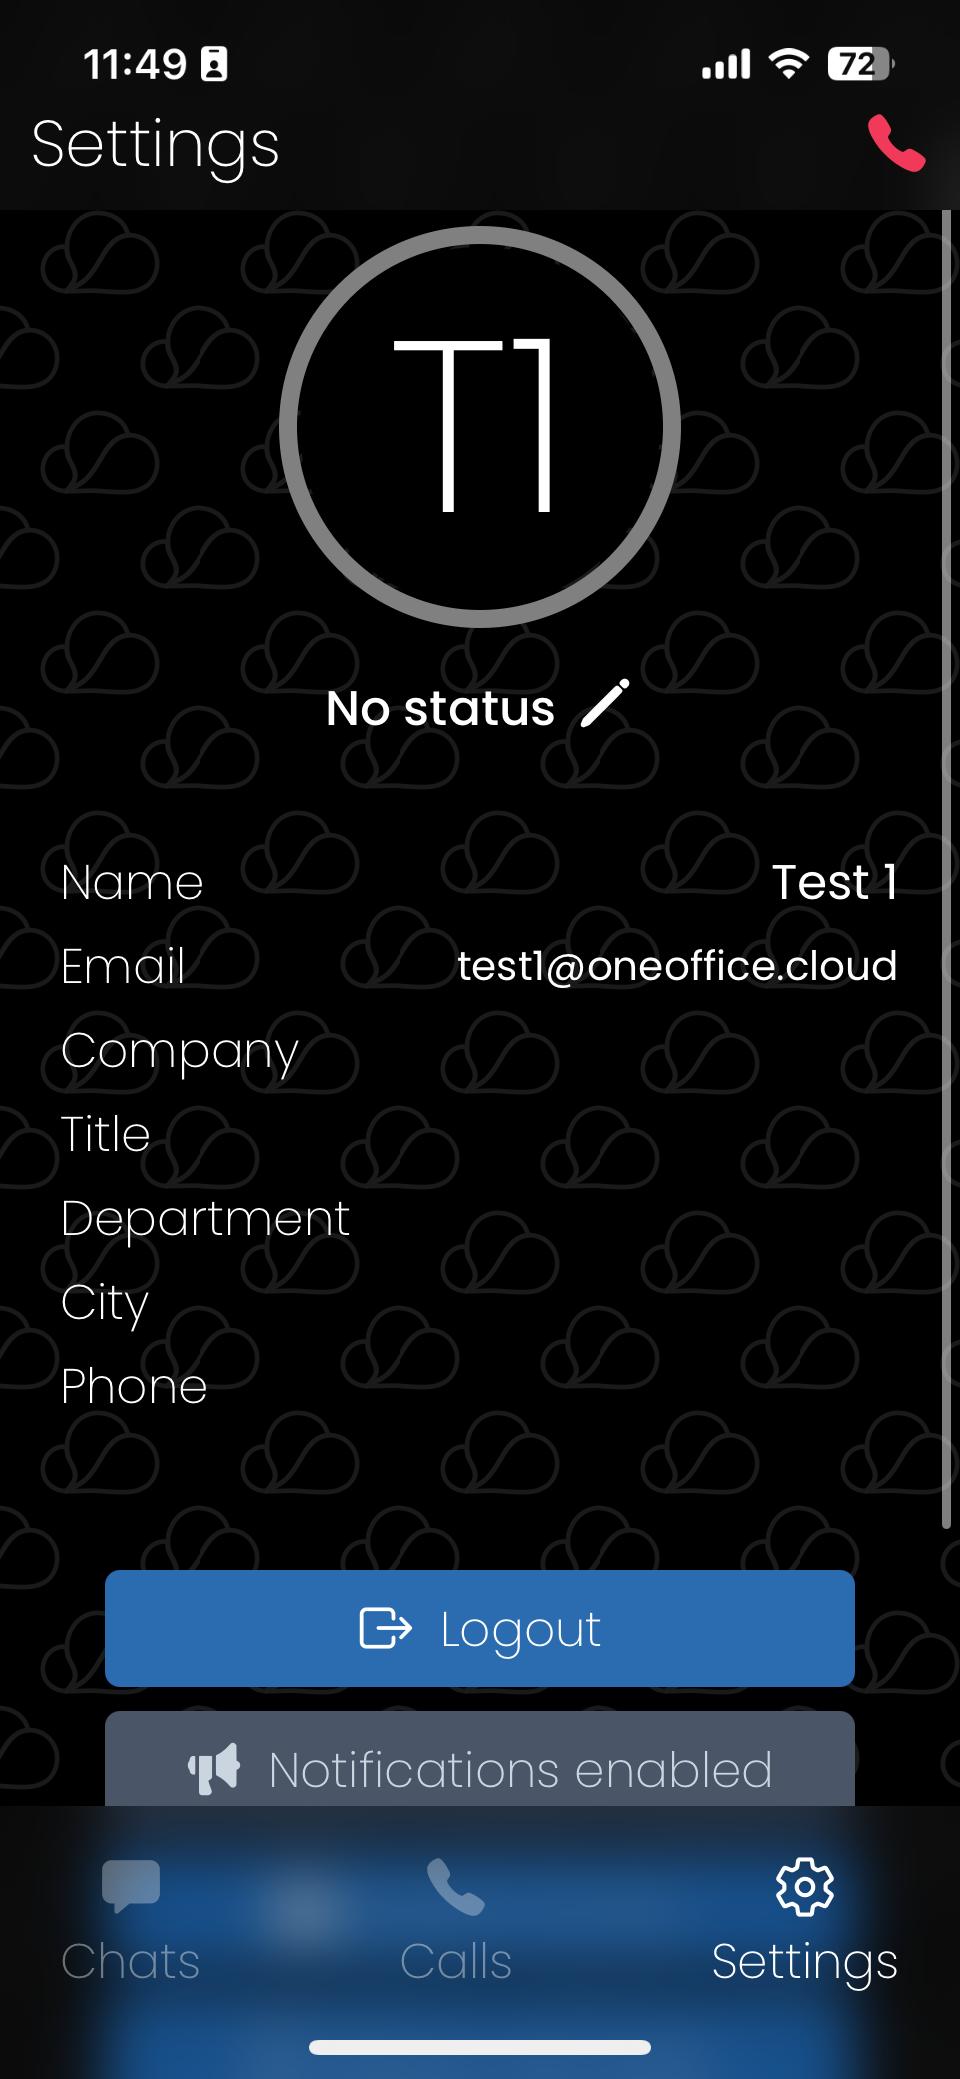 11:49
72
Settings
T1
No status
Name Test 1
Email test1@oneoffice.cloud
Company
Title
Department
City
Phone
Logout
Notifications enabled
Chats Calls Settings